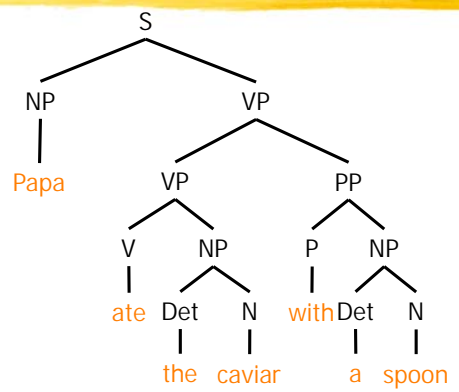 S
NP VP
Papa VP PP
V NP P NP
ate Det N with Det N
the caviar a spoon